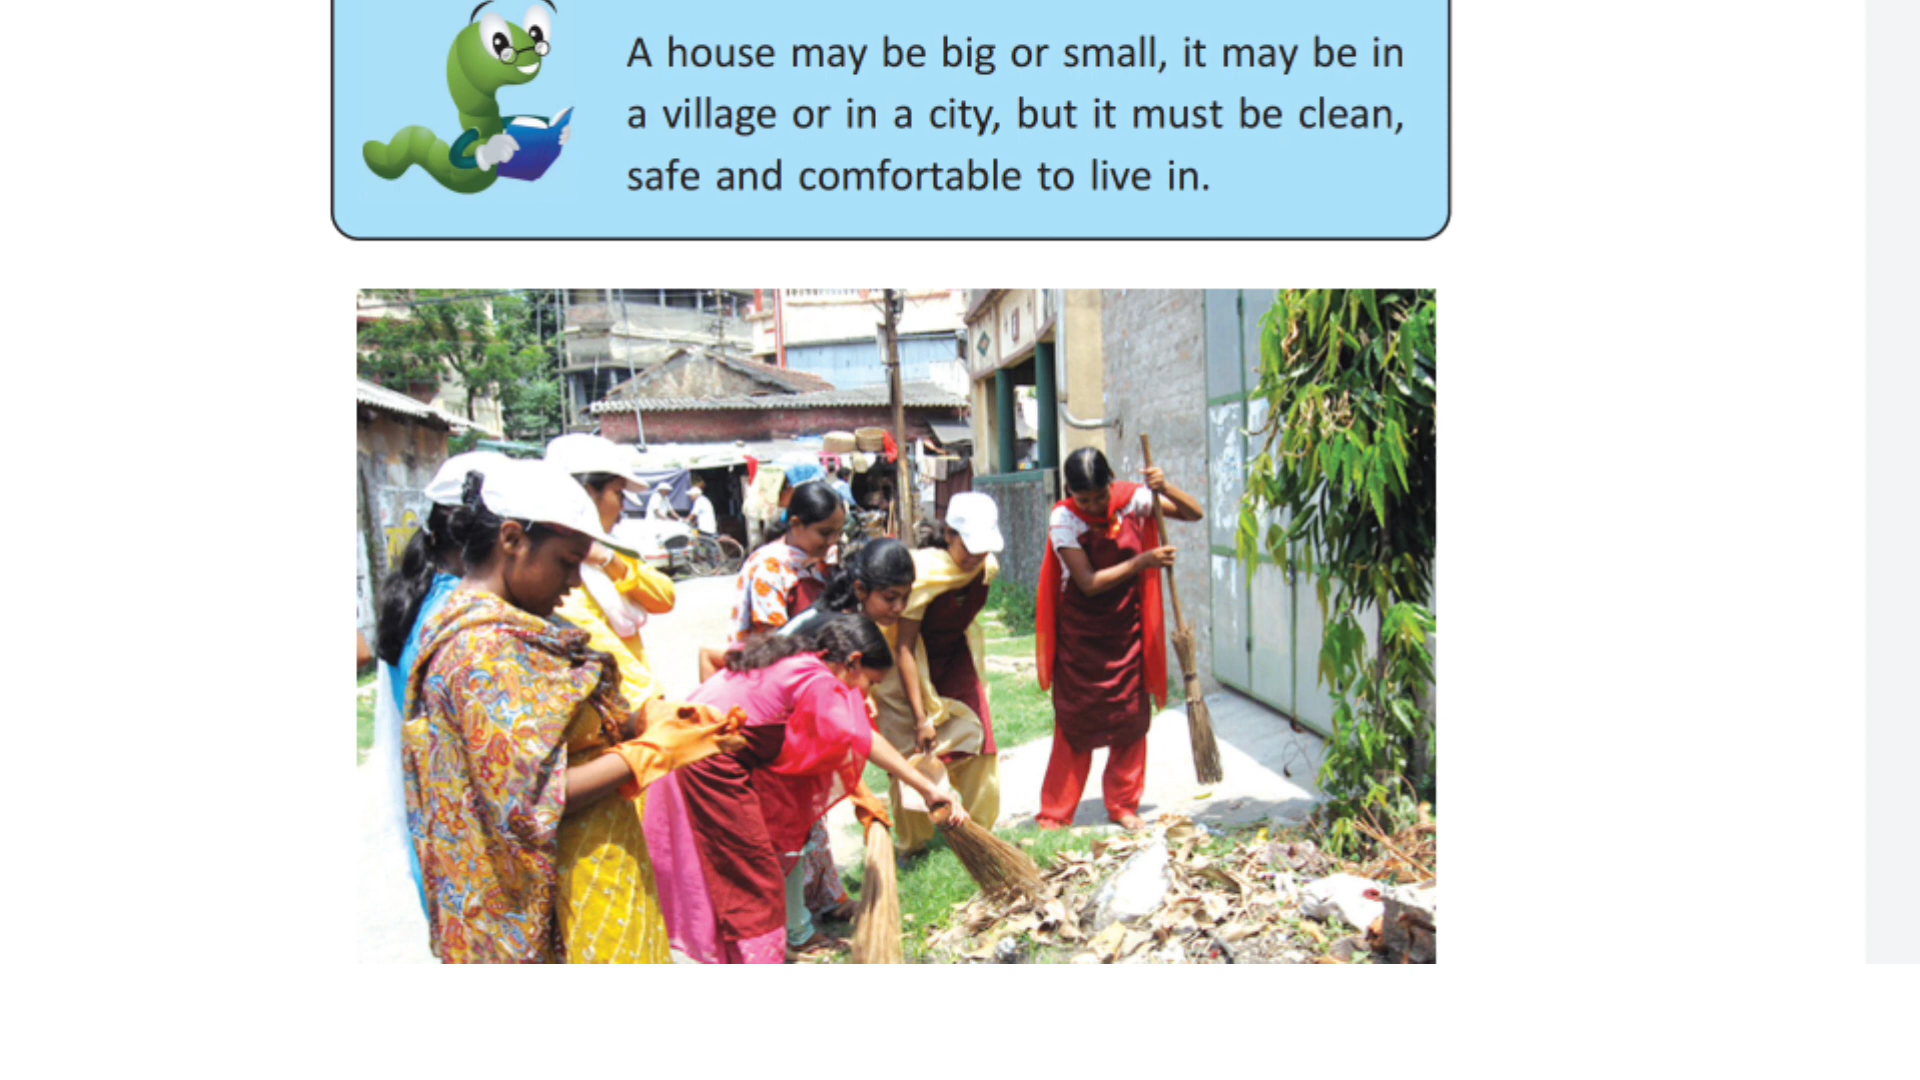 A house may be big or small, it may be in
a village or in a city, but it must be clean,
safe and comfortable to live in.